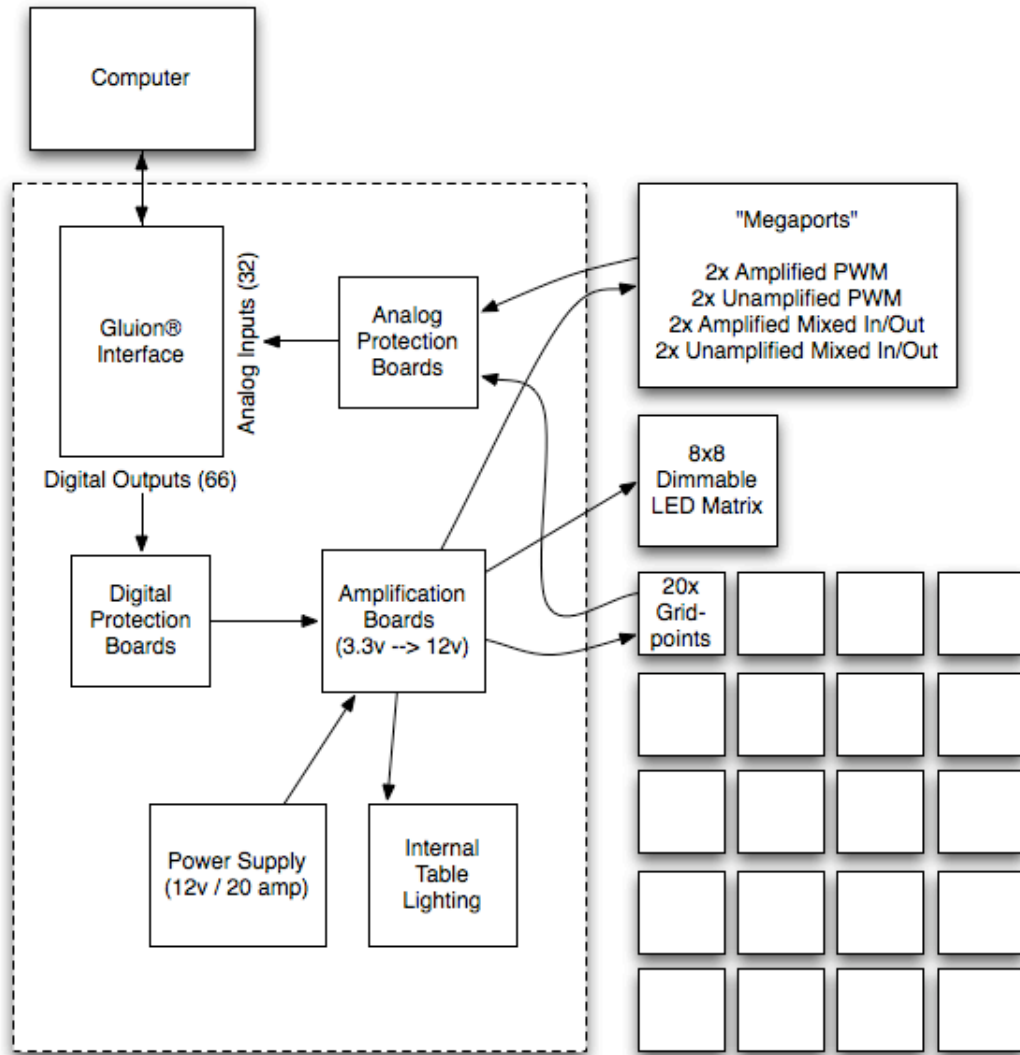 Computer
Gluion®
Interface
Analog Inputs (32)
Analog
Protection
Boards
"Megaports"
2x Amplified PWM
2x Unamplified PWM
2x Amplified Mixed In/Out
2x Unamplified Mixed In/Out
Digital Outputs (66)
8x8
Dimmable
LED Matrix
Digital
Protection
Boards
Amplification
Boards
(3.3v --> 12v)
20x
Grid-
points
Power Supply
(12v / 20 amp)
Internal
Table
Lighting